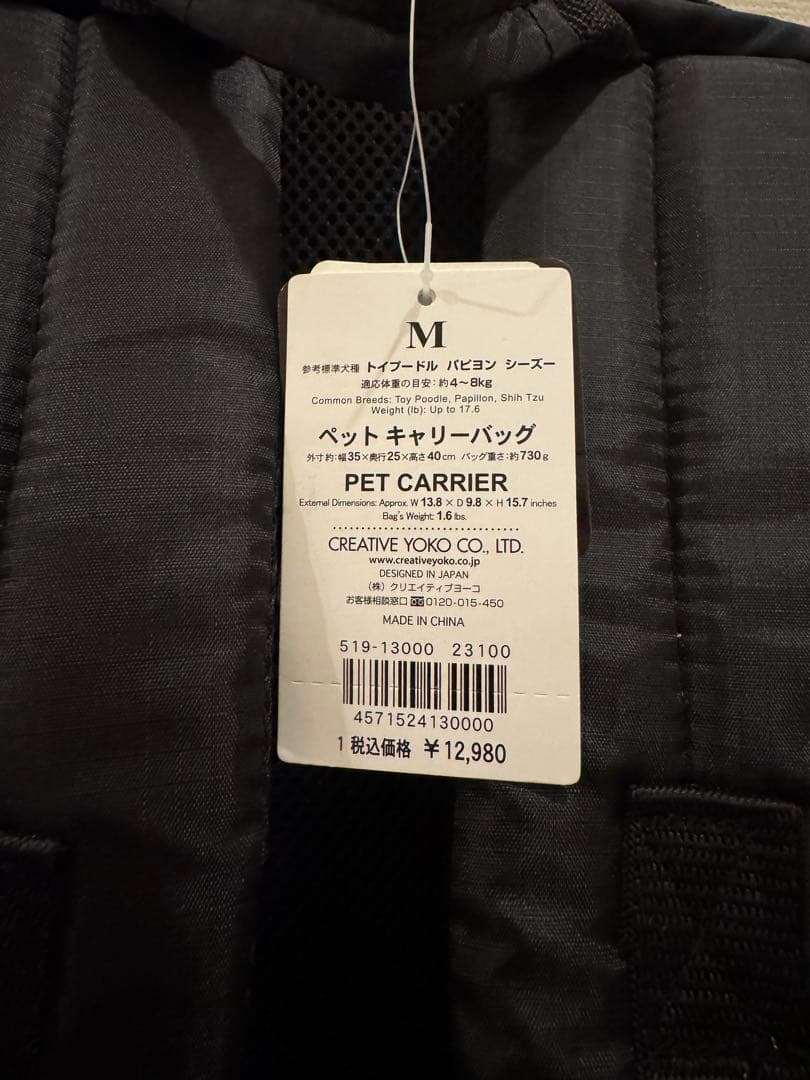 M
参考標準犬種 トイプードル パピヨン シーズー
適応体重の目安：約4〜8kg
Common Breeds: Toy Poodle, Papillon, Shih Tzu
Weight (lb): Up to 17.6
ペット キャリーバッグ
外寸 約：幅35×奥行25×高さ40cm バッグ重さ：約730g
PET CARRIER
External Dimensions: Approx. W 13.8 × D 9.8 × H 15.7 inches
Bag's Weight: 1.6 lbs.
CREATIVE YOKO CO., LTD.
www.creativeyoko.co.jp
DESIGNED IN JAPAN
（株）クリエイティブヨーコ
お客様相談窓口 0120-015-450
MADE IN CHINA
519-13000 23100
4571524130000
1 税込価格 ￥12,980